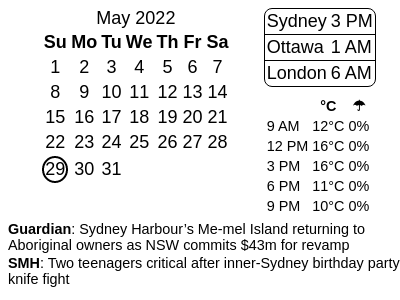 May 2022
Su Mo Tu We Th Fr Sa
1 2 3 4 5 6 7
8 9 10 11 12 13 14
15 16 17 18 19 20 21
22 23 24 25 26 27 28
29 30 31
Sydney 3 PM
Ottawa 1 AM
London 6 AM
°C ☂
9 AM 12°C 0%
12 PM 16°C 0%
3 PM 16°C 0%
6 PM 11°C 0%
9 PM 10°C 0%
Guardian: Sydney Harbour’s Me-mel Island returning to
Aboriginal owners as NSW commits $43m for revamp
SMH: Two teenagers critical after inner-Sydney birthday party
knife fight